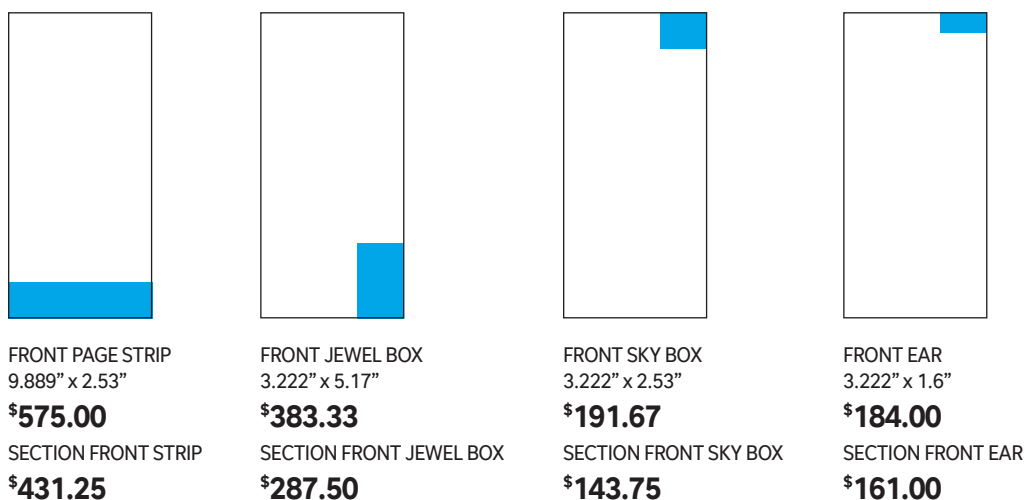 FRONT PAGE STRIP
9.889” x 2.53”
$575.00
SECTION FRONT STRIP
$431.25
FRONT JEWEL BOX
3.222” x 5.17”
$383.33
SECTION FRONT JEWEL BOX
$287.50
FRONT SKY BOX
3.222” x 2.53”
$191.67
SECTION FRONT SKY BOX
$143.75
FRONT EAR
3.222” x 1.6”
$184.00
SECTION FRONT EAR
$161.00